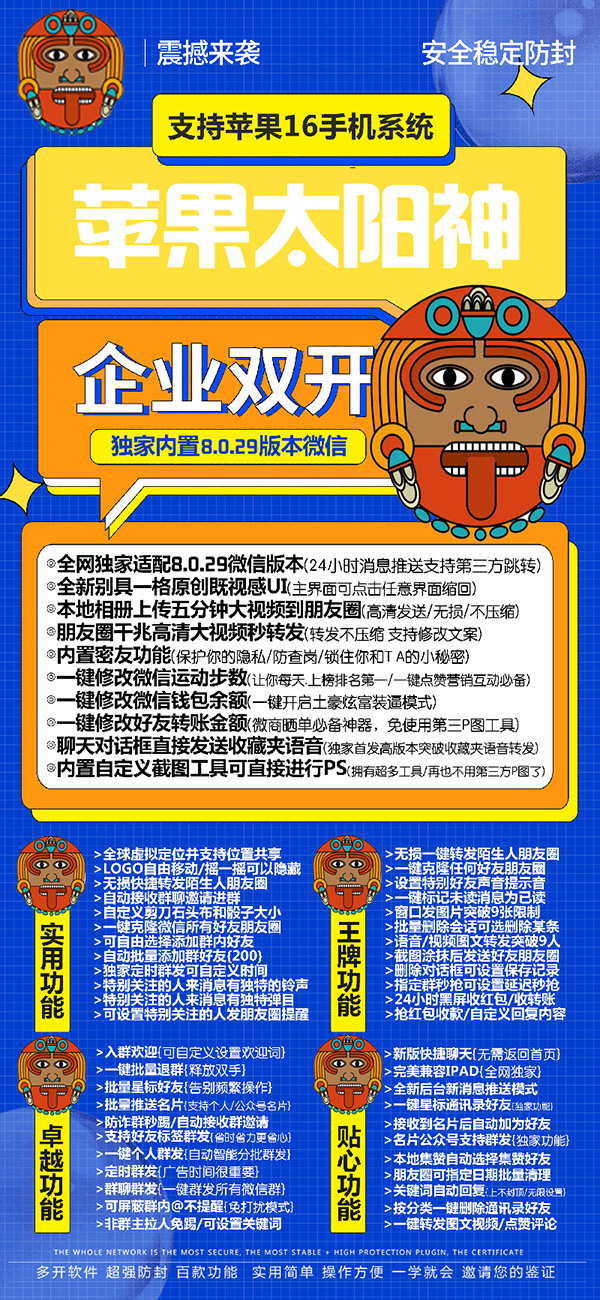 震撼来袭
安全稳定防封
支持苹果16手机系统
苹果太阳神
企业双开
独家内置8.0.29版本微信
◎全网独家适配8.0.29微信版本(24小时消息推送支持第三方跳转)
◎全新别具一格原创既视感UI(主界面可点击任意界面缩回)
◎本地相册上传五分钟大视频到朋友圈(高清发送/无损/不压缩)
◎朋友圈千兆高清大视频秒转发(转发不压缩 支持修改文案)
◎内置密友功能(保护你的隐私/防查岗/锁住你和T A的小秘密)
◎一键修改微信运动步数(让你每天.上榜排名第一/一键点赞营销互动必备)
◎一键修改微信钱包余额(一键开启土豪炫富装逼模式)
◎一键修改好友转账金额(微商晒单必备神器，免使用第三P图工具)
◎聊天对话框直接发送收藏夹语音(独家首发高版本突破收藏夹语音转发)
◎内置自定义截图工具可直接进行PS(拥有超多工具/再也不用第三方P图了)
实用功能
>全球虚拟定位并支持位置共享
>LOGO自由移动/摇一摇可以隐藏
>无损快捷转发陌生人朋友圈
>自动接收群聊邀请进群
>自定义剪刀石头布和骰子大小
>一键克隆微信所有好友朋友圈
>可自由选择添加群内好友
>自动批量添加群好友{200}
>独家定时群发可自定义时间
>特别关注的人来消息有独特的铃声
>特别关注的人来消息有独特弹目
>可设置特别关注的人发朋友圈提醒
王牌功能
>无损一键转发陌生人朋友圈
>一键克隆任何好友朋友圈
>设置特别好友声音提示音
>一键标记未读消息为已读
>窗口发图片突破9张限制
>批量删除会话可选删除某条
>语音/视频图文转发突破9人
>截图涂抹后发送好友朋友圈
>删除对话框可设置保存记录
>指定群秒抢可设置延迟秒抢
>24小时黑屏收红包/收转账
>抢红包收款/自定义回复内容
卓越功能
>入群欢迎{可自定义设置欢迎词}
>一键批量退群{释放双手}
>批量星标好友{告别频繁操作}
>批量推送名片{支持个人/公众号名片}
>防诈群秒踢/自动接收群邀请
>支持好友标签群发{省时省力更省心}
>一键个人群发{自动智能分批群发}
>定时群发{广告时间很重要}
>群聊群发{一键群发所有微信群}
>可屏蔽群内@不提醒{免打扰模式}
>非群主拉人免踢/可设置关键词
贴心功能
>新版快捷聊天{无需返回首页}
>完美兼容IPAD{全网独家}
>全新后台新消息推送模式
>一键星标通讯录好友{独家功能}
>接收到名片后自动加为好友
>名片公众号支持群发{独家功能}
>本地集赞自动选择集赞好友
>朋友圈可指定日期批量清理
>关键词自动回复{上不封顶/无限设置}
>按分类一键删除通讯录好友
>一键转发图文视频/点赞评论
THE WHOLE NETWORK IS THE MOST SECURE, THE MOST STABLE + HIGH PROTECTION PLUGIN, THE CERTIFICATE
多开软件 超强防封 百款功能 实用简单 操作方便 一学就会 邀请您的鉴证